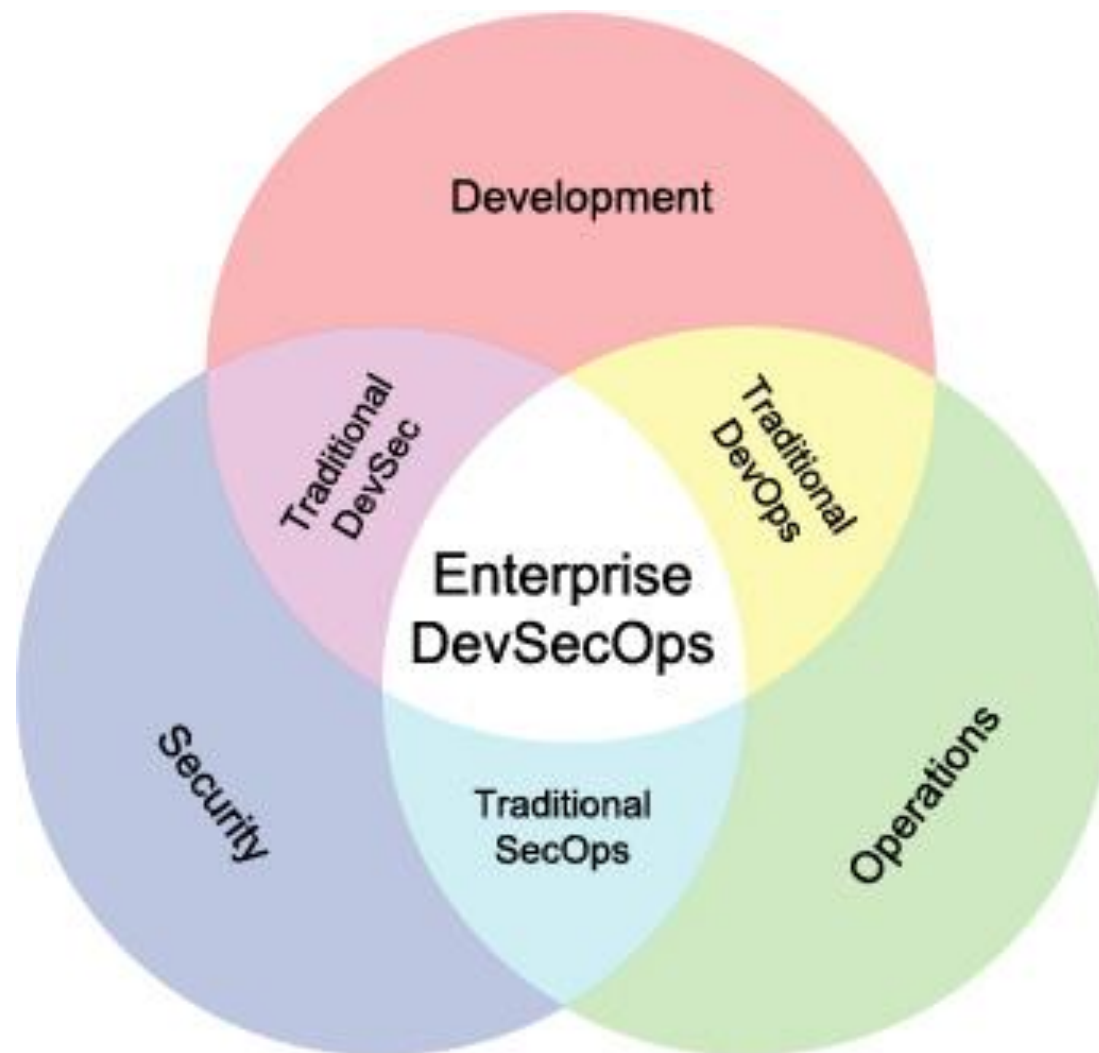 Development
Traditional
DevSec
Traditional
DevOps
Enterprise
DevSecOps
Security
Traditional
SecOps
Operations